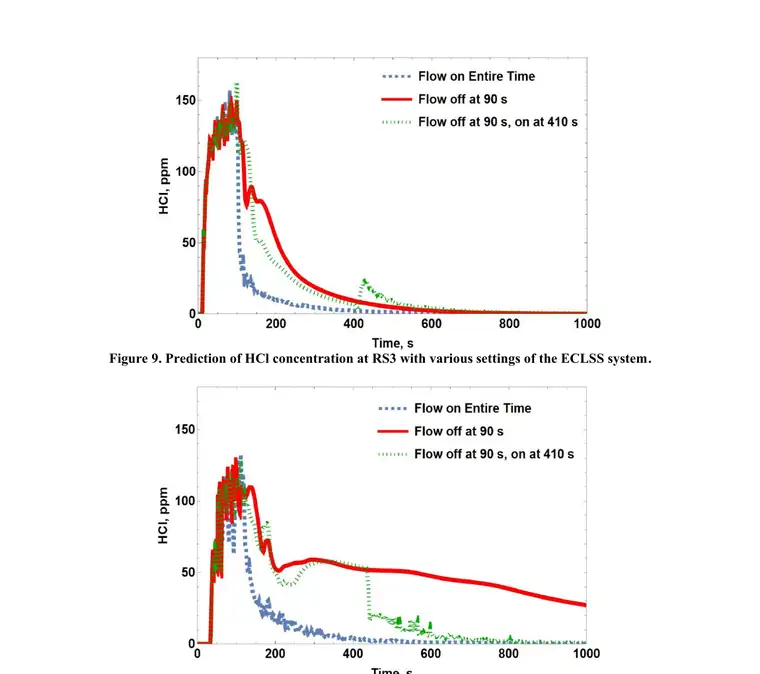 Flow on Entire Time
Flow off at 90 s
Flow off at 90 s, on at 410 s
HCl, ppm
150
100
50
0
0 200 400 600 800 1000
Time, s
Figure 9. Prediction of HCl concentration at RS3 with various settings of the ECLSS system.
Flow on Entire Time
Flow off at 90 s
Flow off at 90 s, on at 410 s
HCl, ppm
150
100
50
0
0 200 400 600 800 1000
Time, s